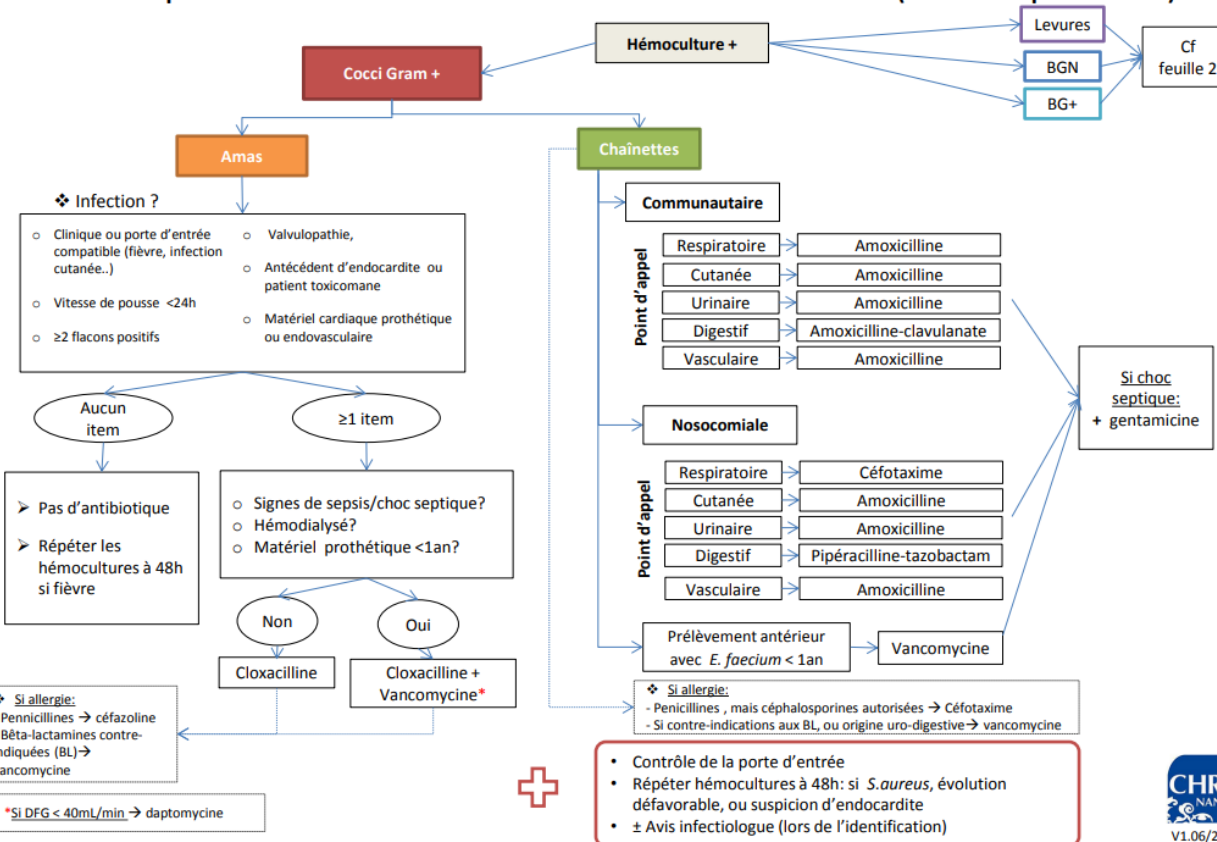 Hémoculture +
Levures
BGN
BG+
Cf
feuille 2
Cocci Gram +
Amas
Chaînettes
❖ Infection ?
o Clinique ou porte d'entrée
compatible (fièvre, infection
cutanée..)
o Vitesse de pousse <24h
o ≥2 flacons positifs
o Valvulopathie,
o Antécédent d'endocardite ou
patient toxicomane
o Matériel cardiaque prothétique
ou endovasculaire
Aucun
item
≥1 item
➢ Pas d'antibiotique
➢ Répéter les
hémocultures à 48h
si fièvre
o Signes de sepsis/choc septique?
o Hémodialysé?
o Matériel prothétique <1an?
Non
Oui
Cloxacilline
Cloxacilline +
Vancomycine*
Si allergie:
Pennicillines → céfazoline
Bêta-lactamines contre-
indiquées (BL)→
vancomycine
*Si DFG < 40mL/min → daptomycine
Communautaire
Point d'appel
Respiratoire Amoxicilline
Cutanée Amoxicilline
Urinaire Amoxicilline
Digestif Amoxicilline-clavulanate
Vasculaire Amoxicilline
Nosocomiale
Point d'appel
Respiratoire Céfotaxime
Cutanée Amoxicilline
Urinaire Amoxicilline
Digestif Pipéracilline-tazobactam
Vasculaire Amoxicilline
Prélèvement antérieur
avec E. faecium < 1an
Vancomycine
Si choc
septique:
+ gentamicine
❖ Si allergie:
- Penicillines , mais céphalosporines autorisées → Céfotaxime
- Si contre-indications aux BL, ou origine uro-digestive→ vancomycine
• Contrôle de la porte d'entrée
• Répéter hémocultures à 48h: si S.aureus, évolution
défavorable, ou suspicion d'endocardite
• ± Avis infectiologue (lors de l'identification)
CHR
NAN
V1.06/2